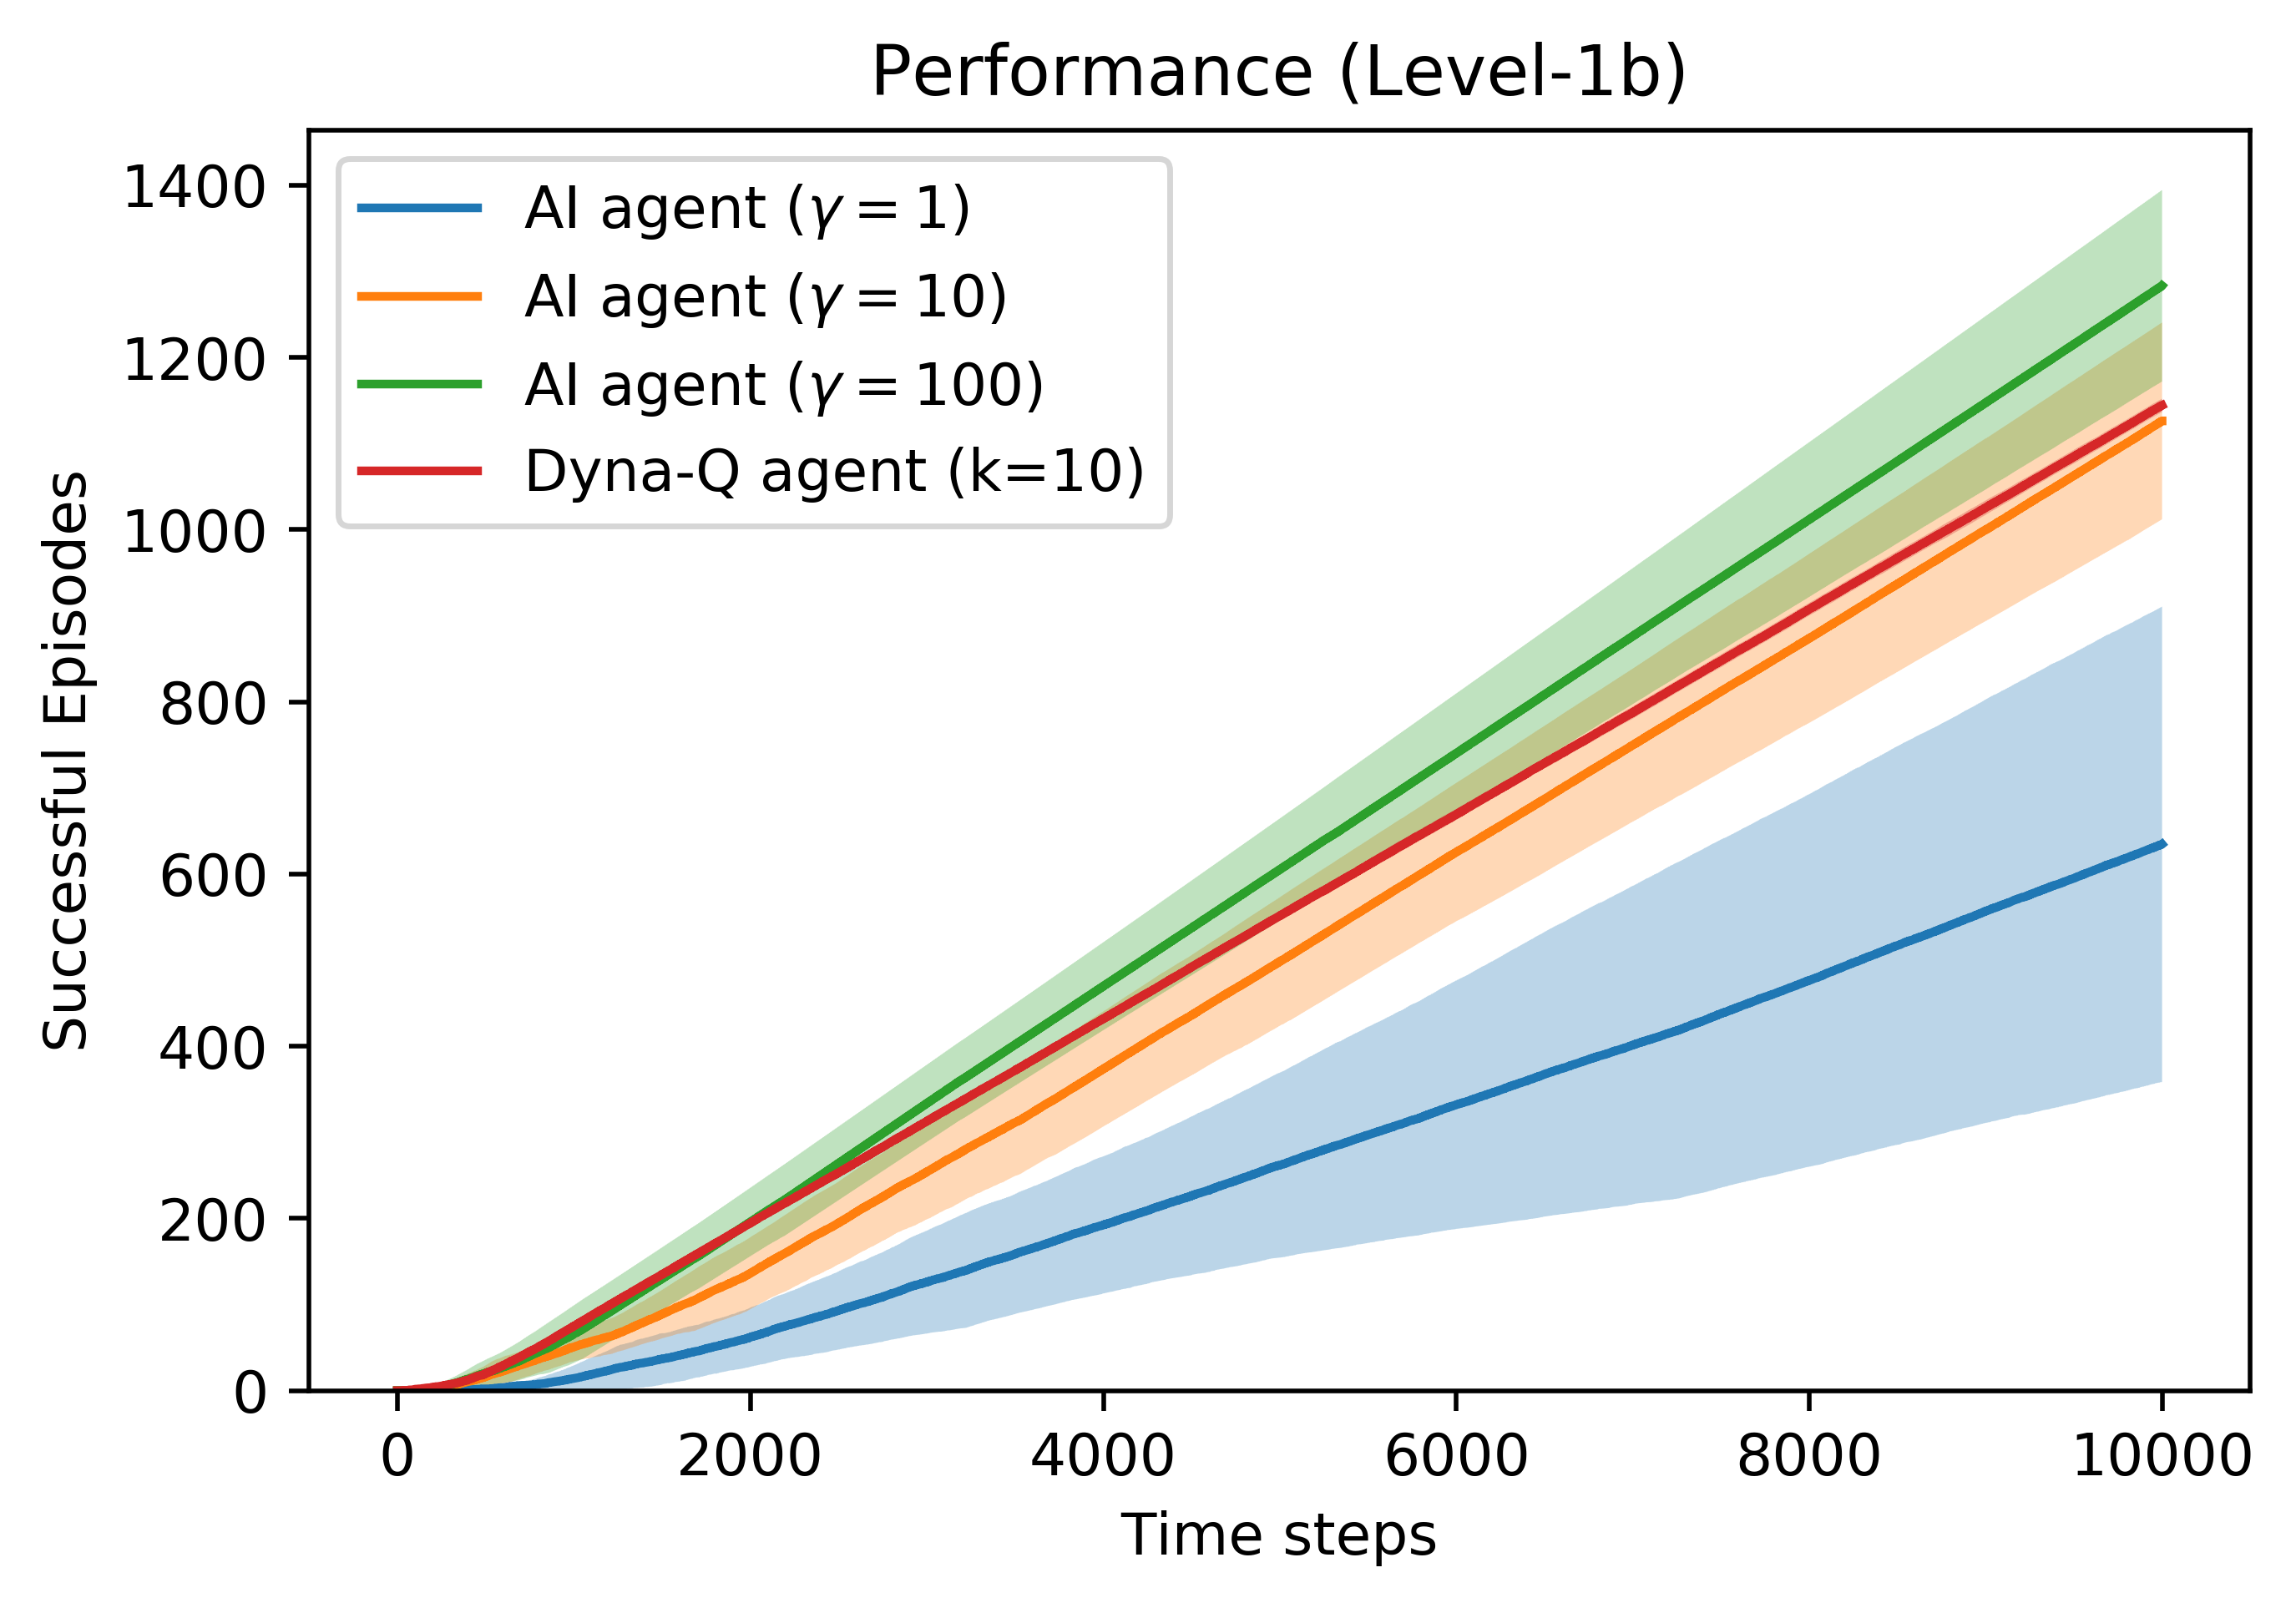 Performance (Level-1b)
AI agent (γ = 1)
AI agent (γ = 10)
AI agent (γ = 100)
Dyna-Q agent (k=10)
Successful Episodes
1400
1200
1000
800
600
400
200
0
0 2000 4000 6000 8000 10000
Time steps